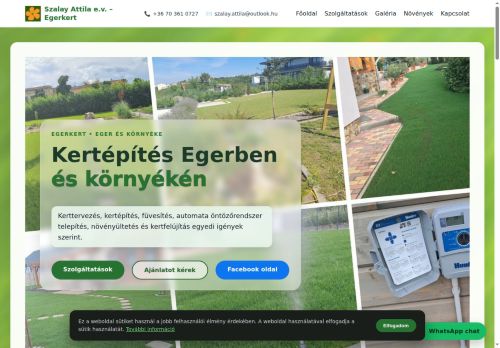 Szalay Attila e.v. –
Egerkert
+36 70 361 0727
szalay.attila@outlook.hu
Főoldal
Szolgáltatások
Galéria
Növények
Kapcsolat
EGERKERT • EGER ÉS KÖRNYÉKE
Kertépítés Egerben
és környékén
Kerttervezés, kertépítés, füvesítés, automata öntözőrendszer
telepítés, növényültetés és kertfelújítás egyedi igények
szerint.
Szolgáltatások
Ajánlatot kérek
Facebook oldal
Ez a weboldal sütiket használ a jobb felhasználói élmény érdekében. A weboldal használatával elfogadja a
sütik használatát. További információ
Elfogadom
WhatsApp chat